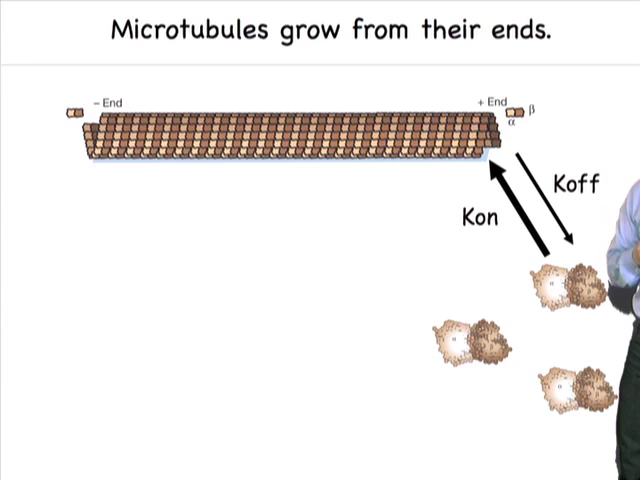 Microtubules grow from their ends.
– End
+ End
β
α
Koff
Kon